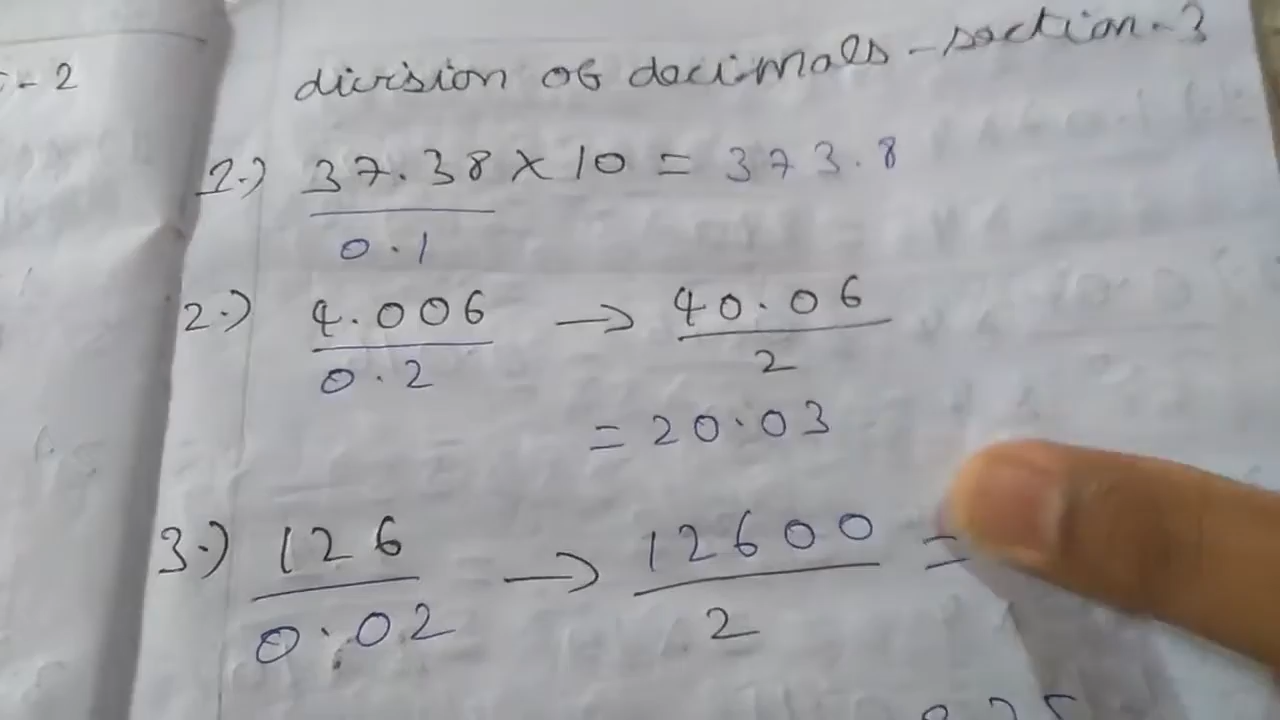 - 2
division of decimals - section - 3
1.) 37.38 × 10 = 373.8
0.1
2.) 4.006 → 40.06
0.2 2
= 20.03
3.) 126 → 12600 =
0.02 2